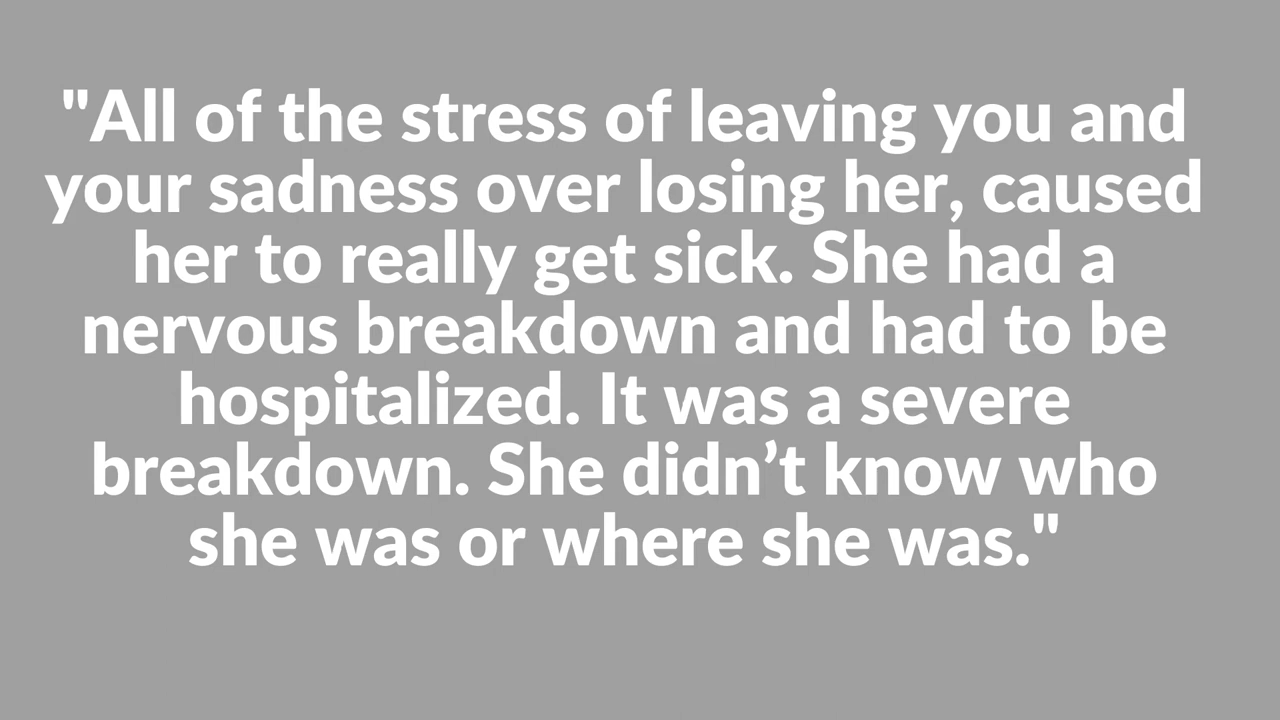 "All of the stress of leaving you and
your sadness over losing her, caused
her to really get sick. She had a
nervous breakdown and had to be
hospitalized. It was a severe
breakdown. She didn’t know who
she was or where she was."